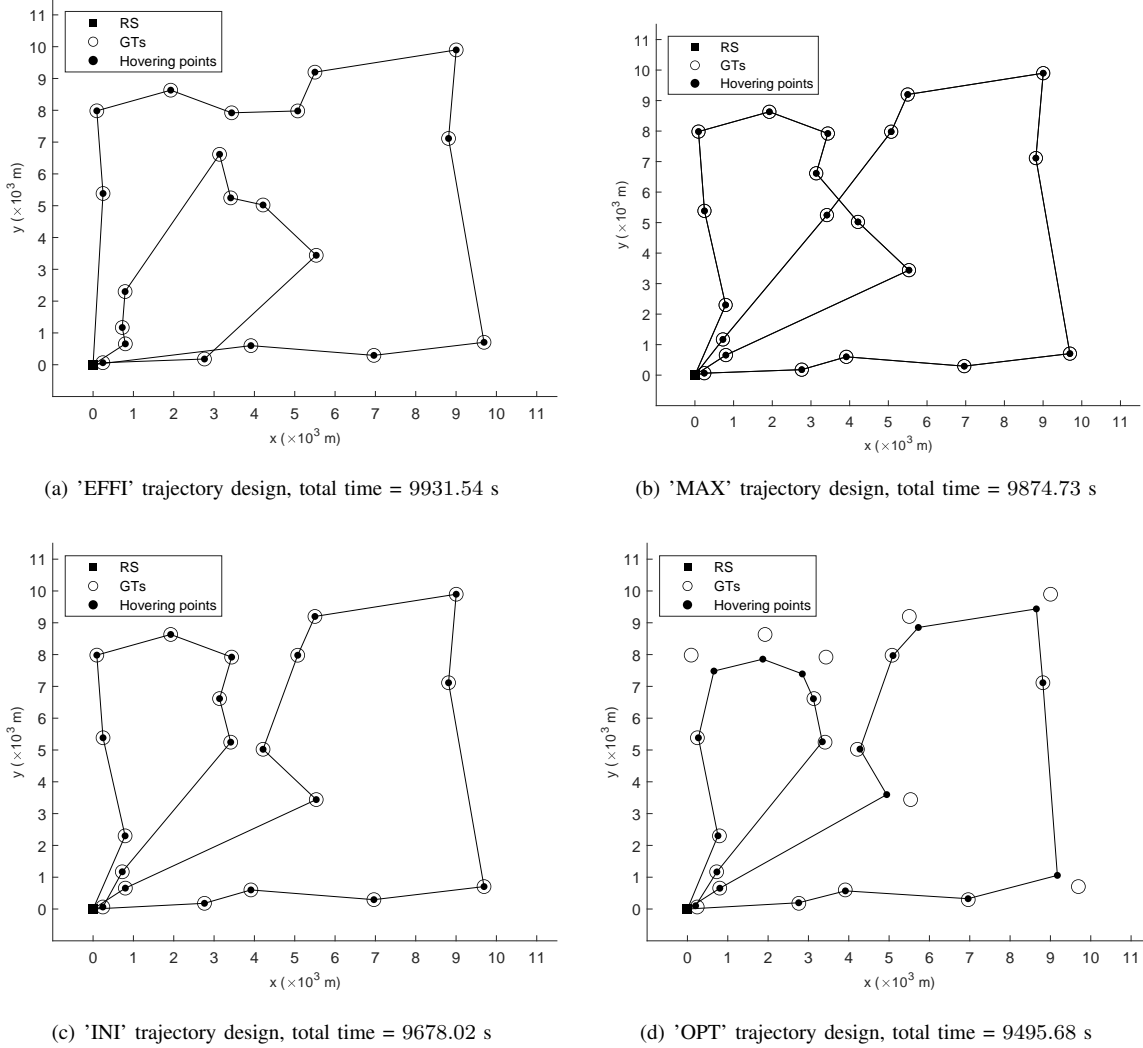 11
10
9
8
7
6
5
4
3
2
1
0
y (×10³ m)
RS
GTs
Hovering points
0 1 2 3 4 5 6 7 8 9 10 11
x (×10³ m)
(a) 'EFFI' trajectory design, total time = 9931.54 s
11
10
9
8
7
6
5
4
3
2
1
0
y (×10³ m)
RS
GTs
Hovering points
0 1 2 3 4 5 6 7 8 9 10 11
x (×10³ m)
(b) 'MAX' trajectory design, total time = 9874.73 s
11
10
9
8
7
6
5
4
3
2
1
0
y (×10³ m)
RS
GTs
Hovering points
0 1 2 3 4 5 6 7 8 9 10 11
x (×10³ m)
(c) 'INI' trajectory design, total time = 9678.02 s
11
10
9
8
7
6
5
4
3
2
1
0
y (×10³ m)
RS
GTs
Hovering points
0 1 2 3 4 5 6 7 8 9 10 11
x (×10³ m)
(d) 'OPT' trajectory design, total time = 9495.68 s